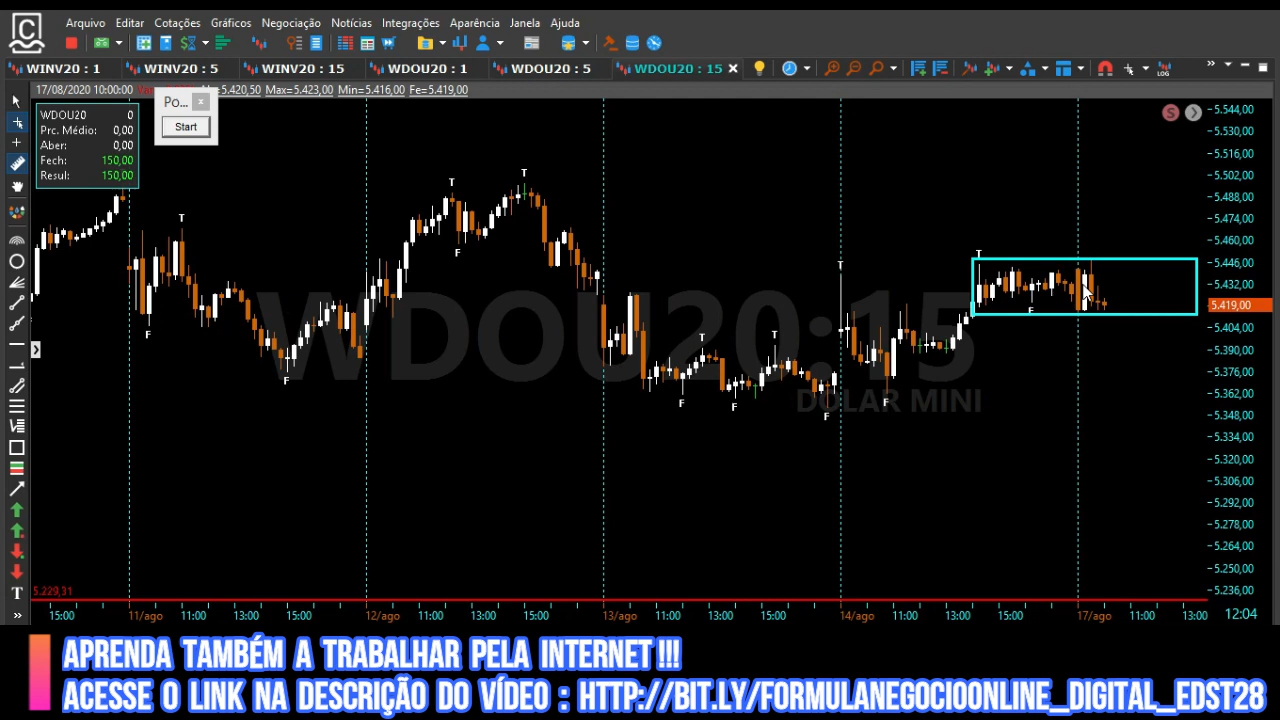 Arquivo Editar Cotações Gráficos Negociação Notícias Integrações Aparência Janela Ajuda
WINV20 : 1 WINV20 : 5 WINV20 : 15 WDOU20 : 1 WDOU20 : 5 WDOU20 : 15
LOG
17/08/2020 10:00:00 =5.420,50 Max=5.423,00 Min=5.416,00 Fe=5.419,00
Po...
Start
WDOU20 0
Prc. Médio: 0,00
Aber: 0,00
Fech: 150,00
Resul: 150,00
S
WDOU20:15
DOLAR MINI
T
T
T
T
T
T
T
F
F
F
F
F
F
F
F
5.544,00
5.530,00
5.516,00
5.502,00
5.488,00
5.474,00
5.460,00
5.446,00
5.432,00
5.419,00
5.404,00
5.390,00
5.376,00
5.362,00
5.348,00
5.334,00
5.320,00
5.306,00
5.292,00
5.278,00
5.264,00
5.250,00
5.236,00
5.229,31
15:00 11/ago 11:00 13:00 15:00 12/ago 11:00 13:00 15:00 13/ago 11:00 13:00 15:00 14/ago 11:00 13:00 15:00 17/ago 11:00 13:00 12:04
APRENDA TAMBÉM A TRABALHAR PELA INTERNET !!!
ACESSE O LINK NA DESCRIÇÃO DO VÍDEO : HTTP://BIT.LY/FORMULANEGOCIOONLINE_DIGITAL_EDST28